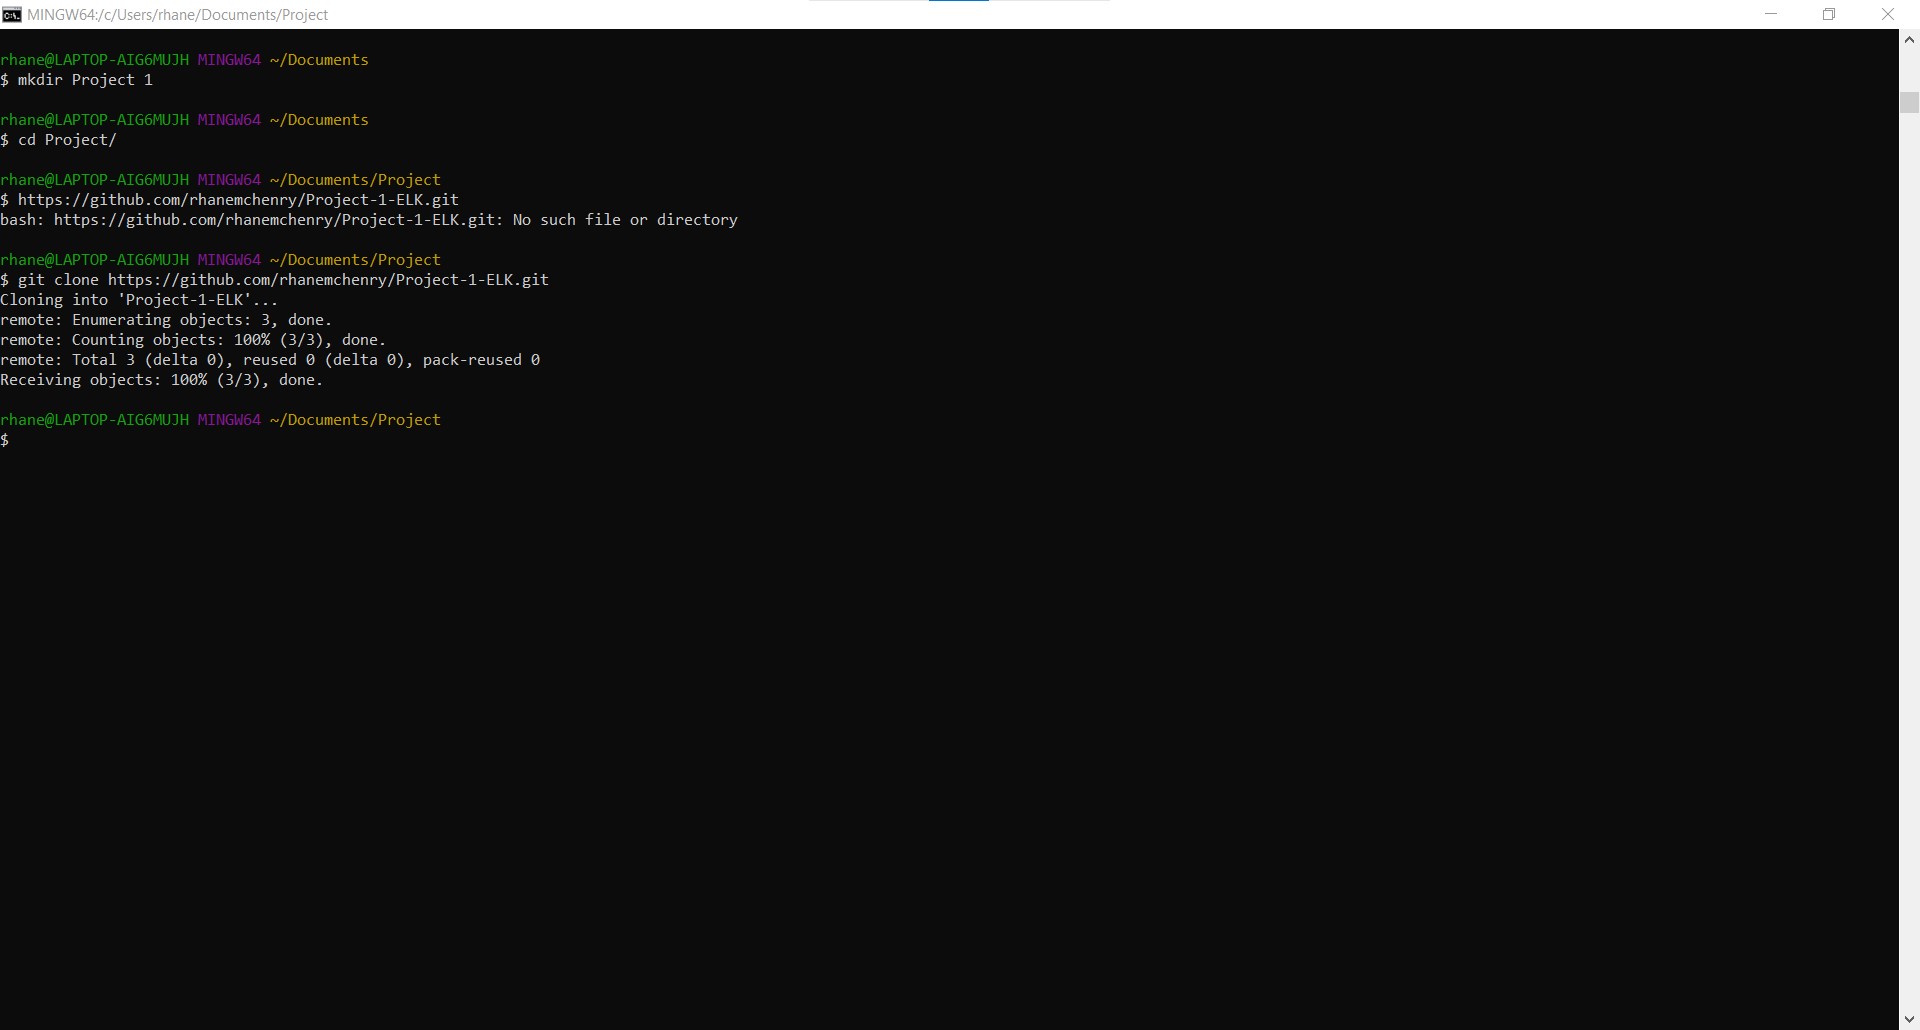 MINGW64:/c/Users/rhane/Documents/Project
rhane@LAPTOP-AIG6MUJH MINGW64 ~/Documents
$ mkdir Project 1
rhane@LAPTOP-AIG6MUJH MINGW64 ~/Documents
$ cd Project/
rhane@LAPTOP-AIG6MUJH MINGW64 ~/Documents/Project
$ https://github.com/rhanemchenry/Project-1-ELK.git
bash: https://github.com/rhanemchenry/Project-1-ELK.git: No such file or directory
rhane@LAPTOP-AIG6MUJH MINGW64 ~/Documents/Project
$ git clone https://github.com/rhanemchenry/Project-1-ELK.git
Cloning into 'Project-1-ELK'...
remote: Enumerating objects: 3, done.
remote: Counting objects: 100% (3/3), done.
remote: Total 3 (delta 0), reused 0 (delta 0), pack-reused 0
Receiving objects: 100% (3/3), done.
rhane@LAPTOP-AIG6MUJH MINGW64 ~/Documents/Project
$